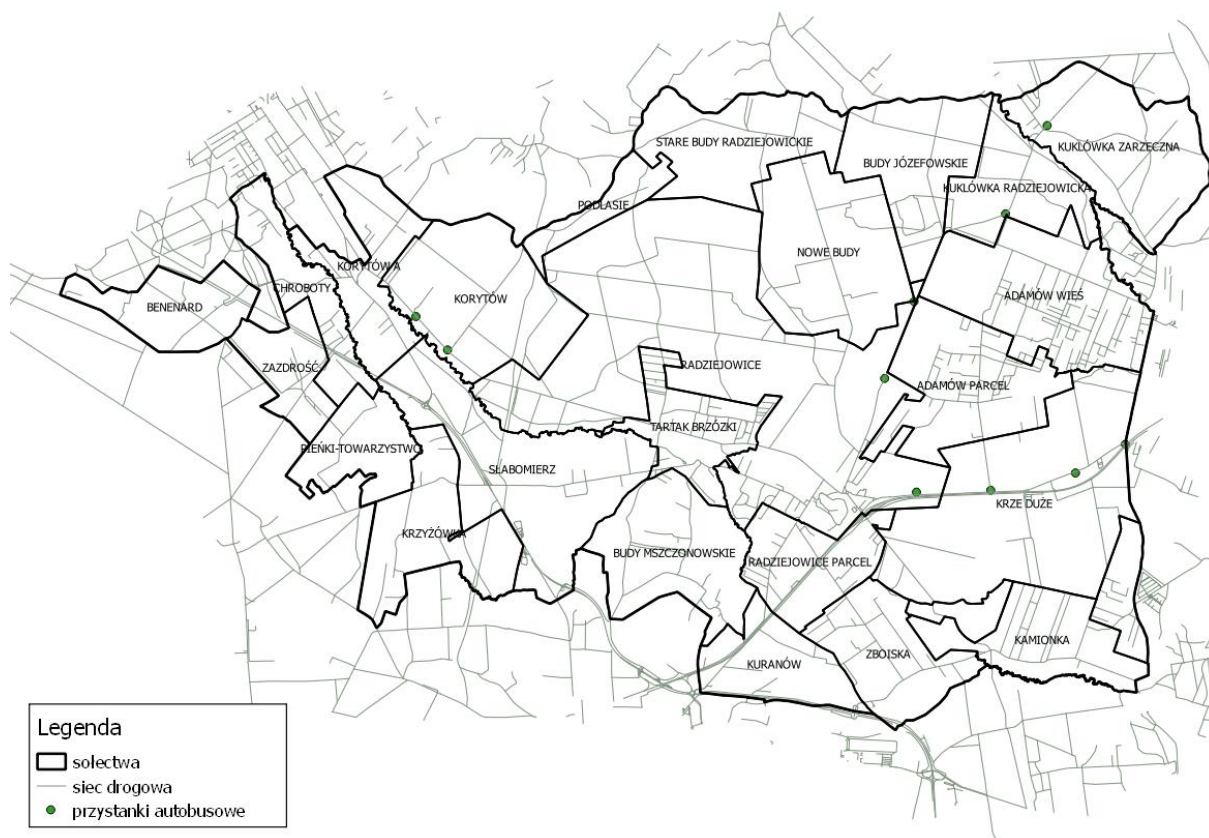 STARE BUDY RADZIEJOWICKIE
KUKLÓWKA ZARZECZNA
BUDY JÓZEFOWSKIE
KUKLÓWKA RADZIEJOWICKA
PODLASIE
NOWE BUDY
KORYTÓW A
CHROBOTY
KORYTÓW
ADAMÓW WIEŚ
BENENARD
ZAZDROŚĆ
RADZIEJOWICE
ADAMÓW PARCEL
TARTAK BRZÓZKI
PIEŃKI-TOWARZYSTWO
SŁABOMIERZ
KRZE DUŻE
KRZYŻÓWKA
BUDY MSZCZONOWSKIE
RADZIEJOWICE PARCEL
KAMIONKA
ZBOISKA
KURANÓW
Legenda
sołectwa
siec drogowa
przystanki autobusowe